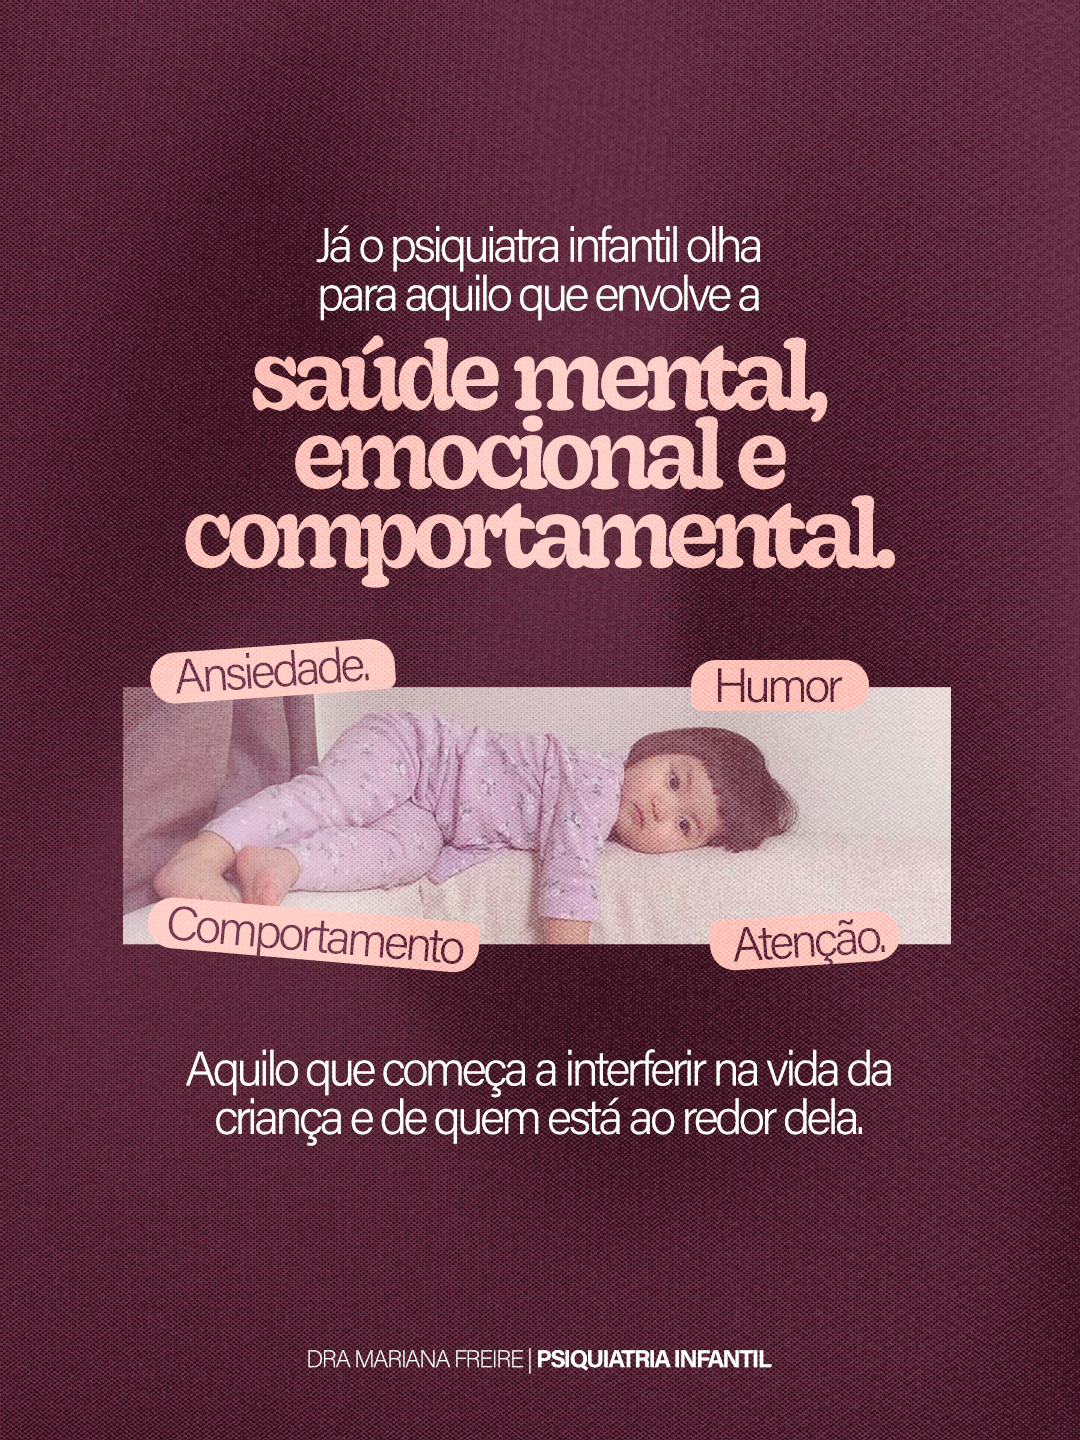 Já o psiquiatra infantil olha
para aquilo que envolve a
saúde mental,
emocional e
comportamental.
Ansiedade.
Humor
Comportamento
Atenção.
Aquilo que começa a interferir na vida da
criança e de quem está ao redor dela.
DRA MARIANA FREIRE | PSIQUIATRIA INFANTIL